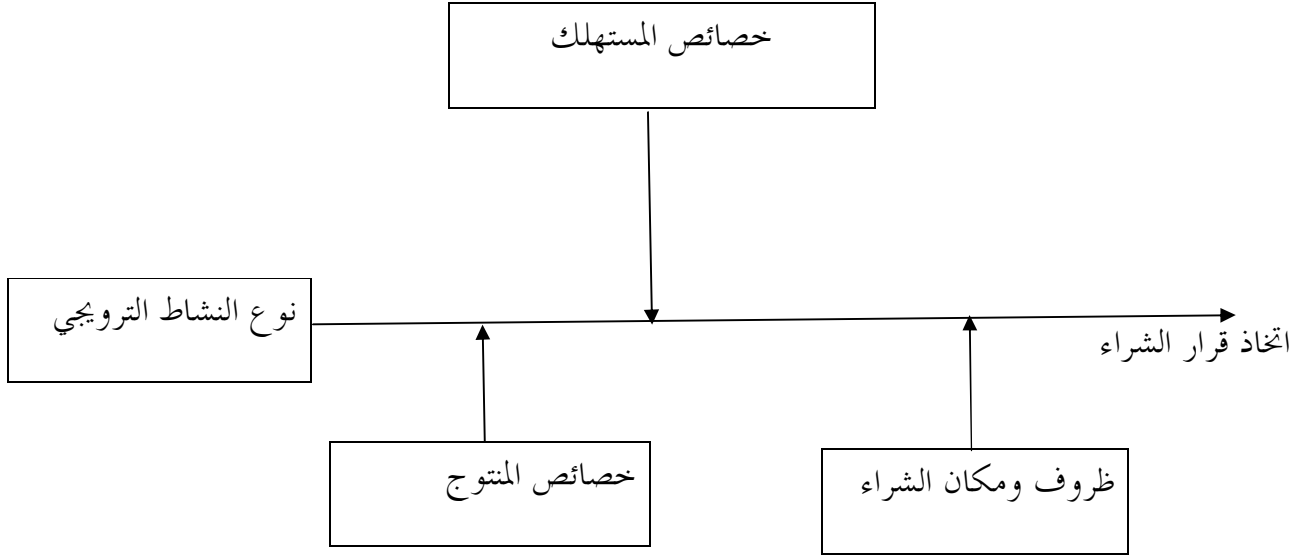 خصائص المستهلك
نوع النشاط الترويجي
اتخاذ قرار الشراء
خصائص المنتوج
ظروف ومكان الشراء